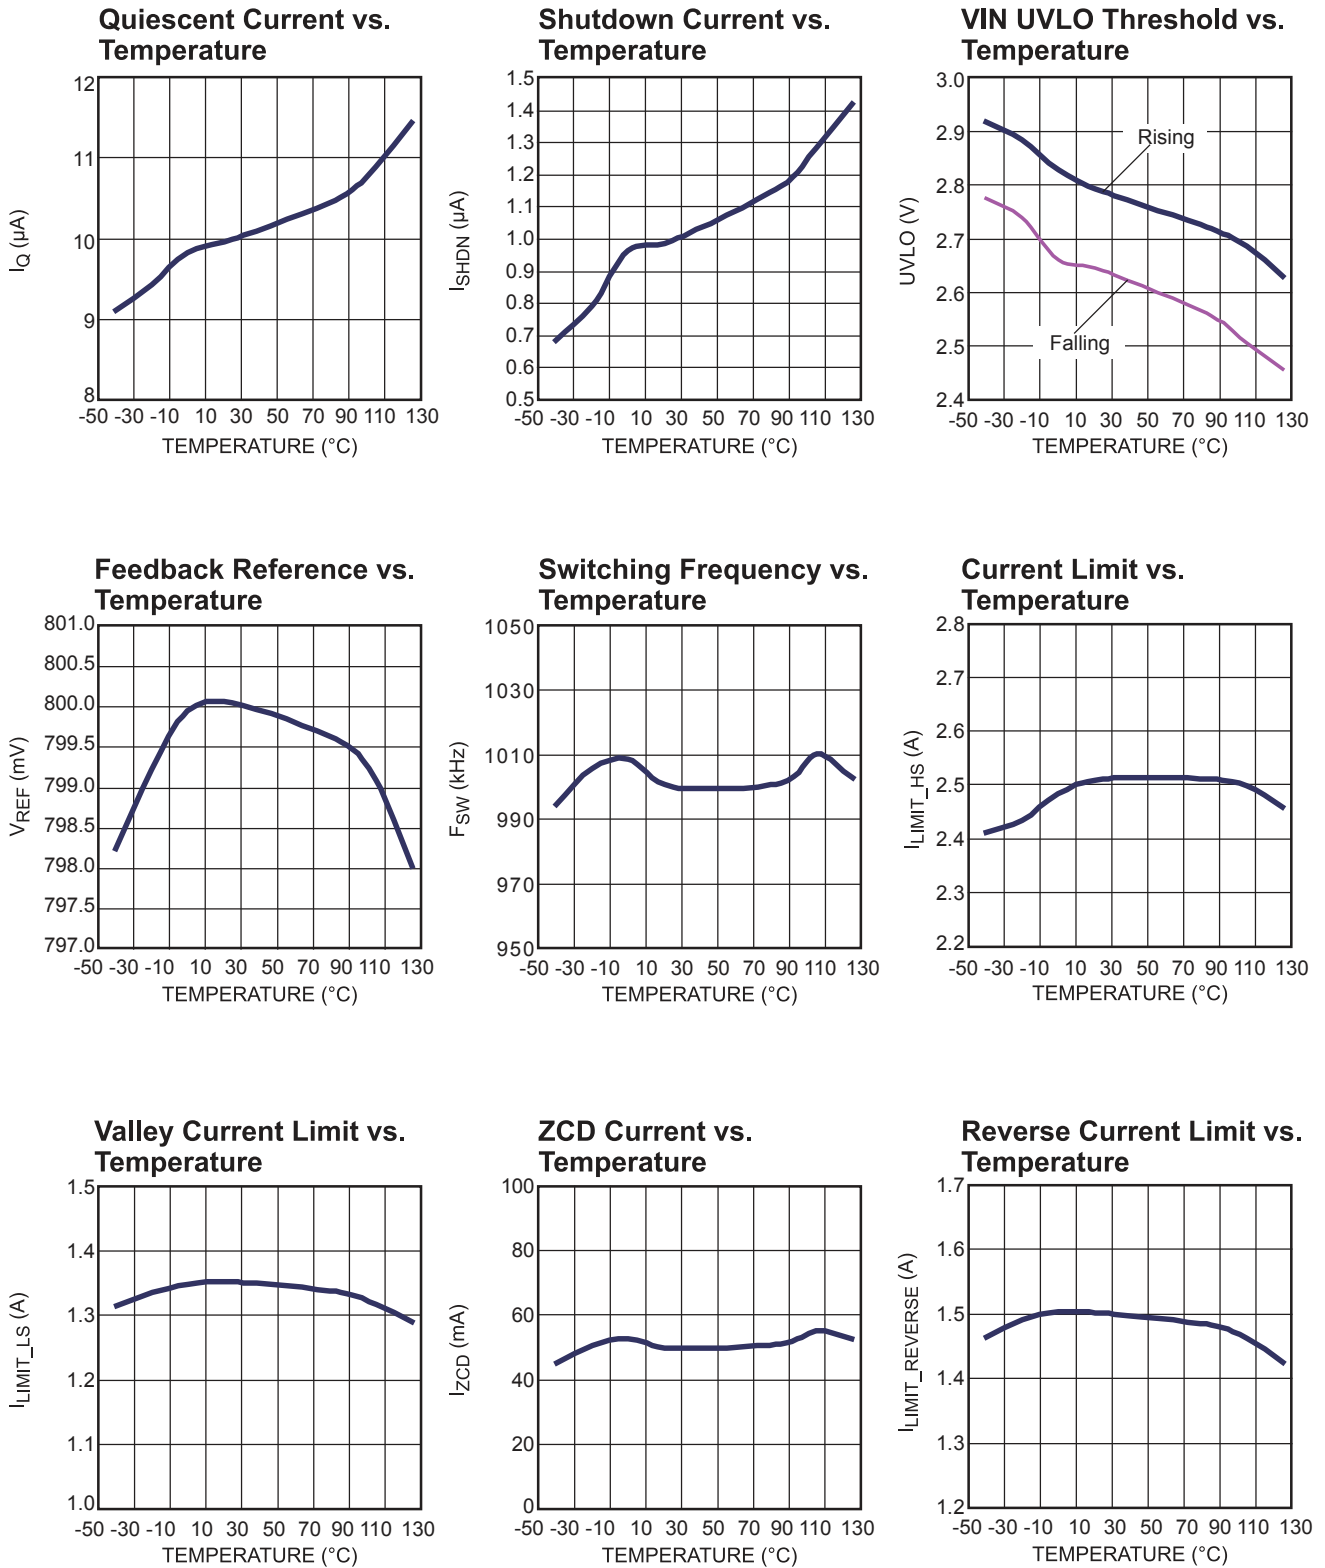 Quiescent Current vs.
Temperature
12
11
10
9
8
IQ (µA)
-50 -30 -10 10 30 50 70 90 110 130
TEMPERATURE (°C)
Shutdown Current vs.
Temperature
1.5
1.4
1.3
1.2
1.1
1.0
0.9
0.8
0.7
0.6
0.5
ISHDN (µA)
-50 -30 -10 10 30 50 70 90 110 130
TEMPERATURE (°C)
VIN UVLO Threshold vs.
Temperature
3.0
2.9
2.8
2.7
2.6
2.5
2.4
UVLO (V)
Rising
Falling
-50 -30 -10 10 30 50 70 90 110 130
TEMPERATURE (°C)
Feedback Reference vs.
Temperature
801.0
800.5
800.0
799.5
799.0
798.5
798.0
797.5
797.0
VREF (mV)
-50 -30 -10 10 30 50 70 90 110 130
TEMPERATURE (°C)
Switching Frequency vs.
Temperature
1050
1030
1010
990
970
950
FSW (kHz)
-50 -30 -10 10 30 50 70 90 110 130
TEMPERATURE (°C)
Current Limit vs.
Temperature
2.8
2.7
2.6
2.5
2.4
2.3
2.2
ILIMIT_HS (A)
-50 -30 -10 10 30 50 70 90 110 130
TEMPERATURE (°C)
Valley Current Limit vs.
Temperature
1.5
1.4
1.3
1.2
1.1
1.0
ILIMIT_LS (A)
-50 -30 -10 10 30 50 70 90 110 130
TEMPERATURE (°C)
ZCD Current vs.
Temperature
100
80
60
40
20
0
IZCD (mA)
-50 -30 -10 10 30 50 70 90 110 130
TEMPERATURE (°C)
Reverse Current Limit vs.
Temperature
1.7
1.6
1.5
1.4
1.3
1.2
ILIMIT_REVERSE (A)
-50 -30 -10 10 30 50 70 90 110 130
TEMPERATURE (°C)